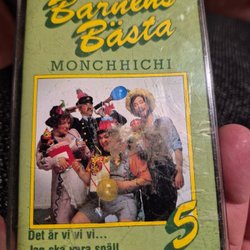 Barnens
Bästa
MONCHHICHI
Det är vi vi vi...
Jag ska vara snäll
5